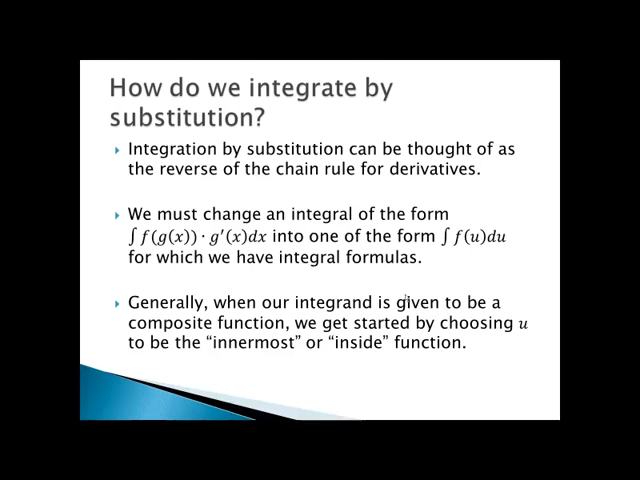 How do we integrate by
substitution?
Integration by substitution can be thought of as
the reverse of the chain rule for derivatives.
We must change an integral of the form
∫ f(g(x)) · g′(x)dx into one of the form ∫ f(u)du
for which we have integral formulas.
Generally, when our integrand is given to be a
composite function, we get started by choosing u
to be the “innermost” or “inside” function.